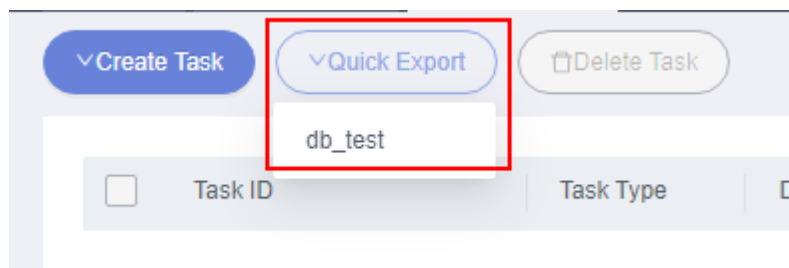 Create Task Quick Export Delete Task
db_test
Task ID Task Type